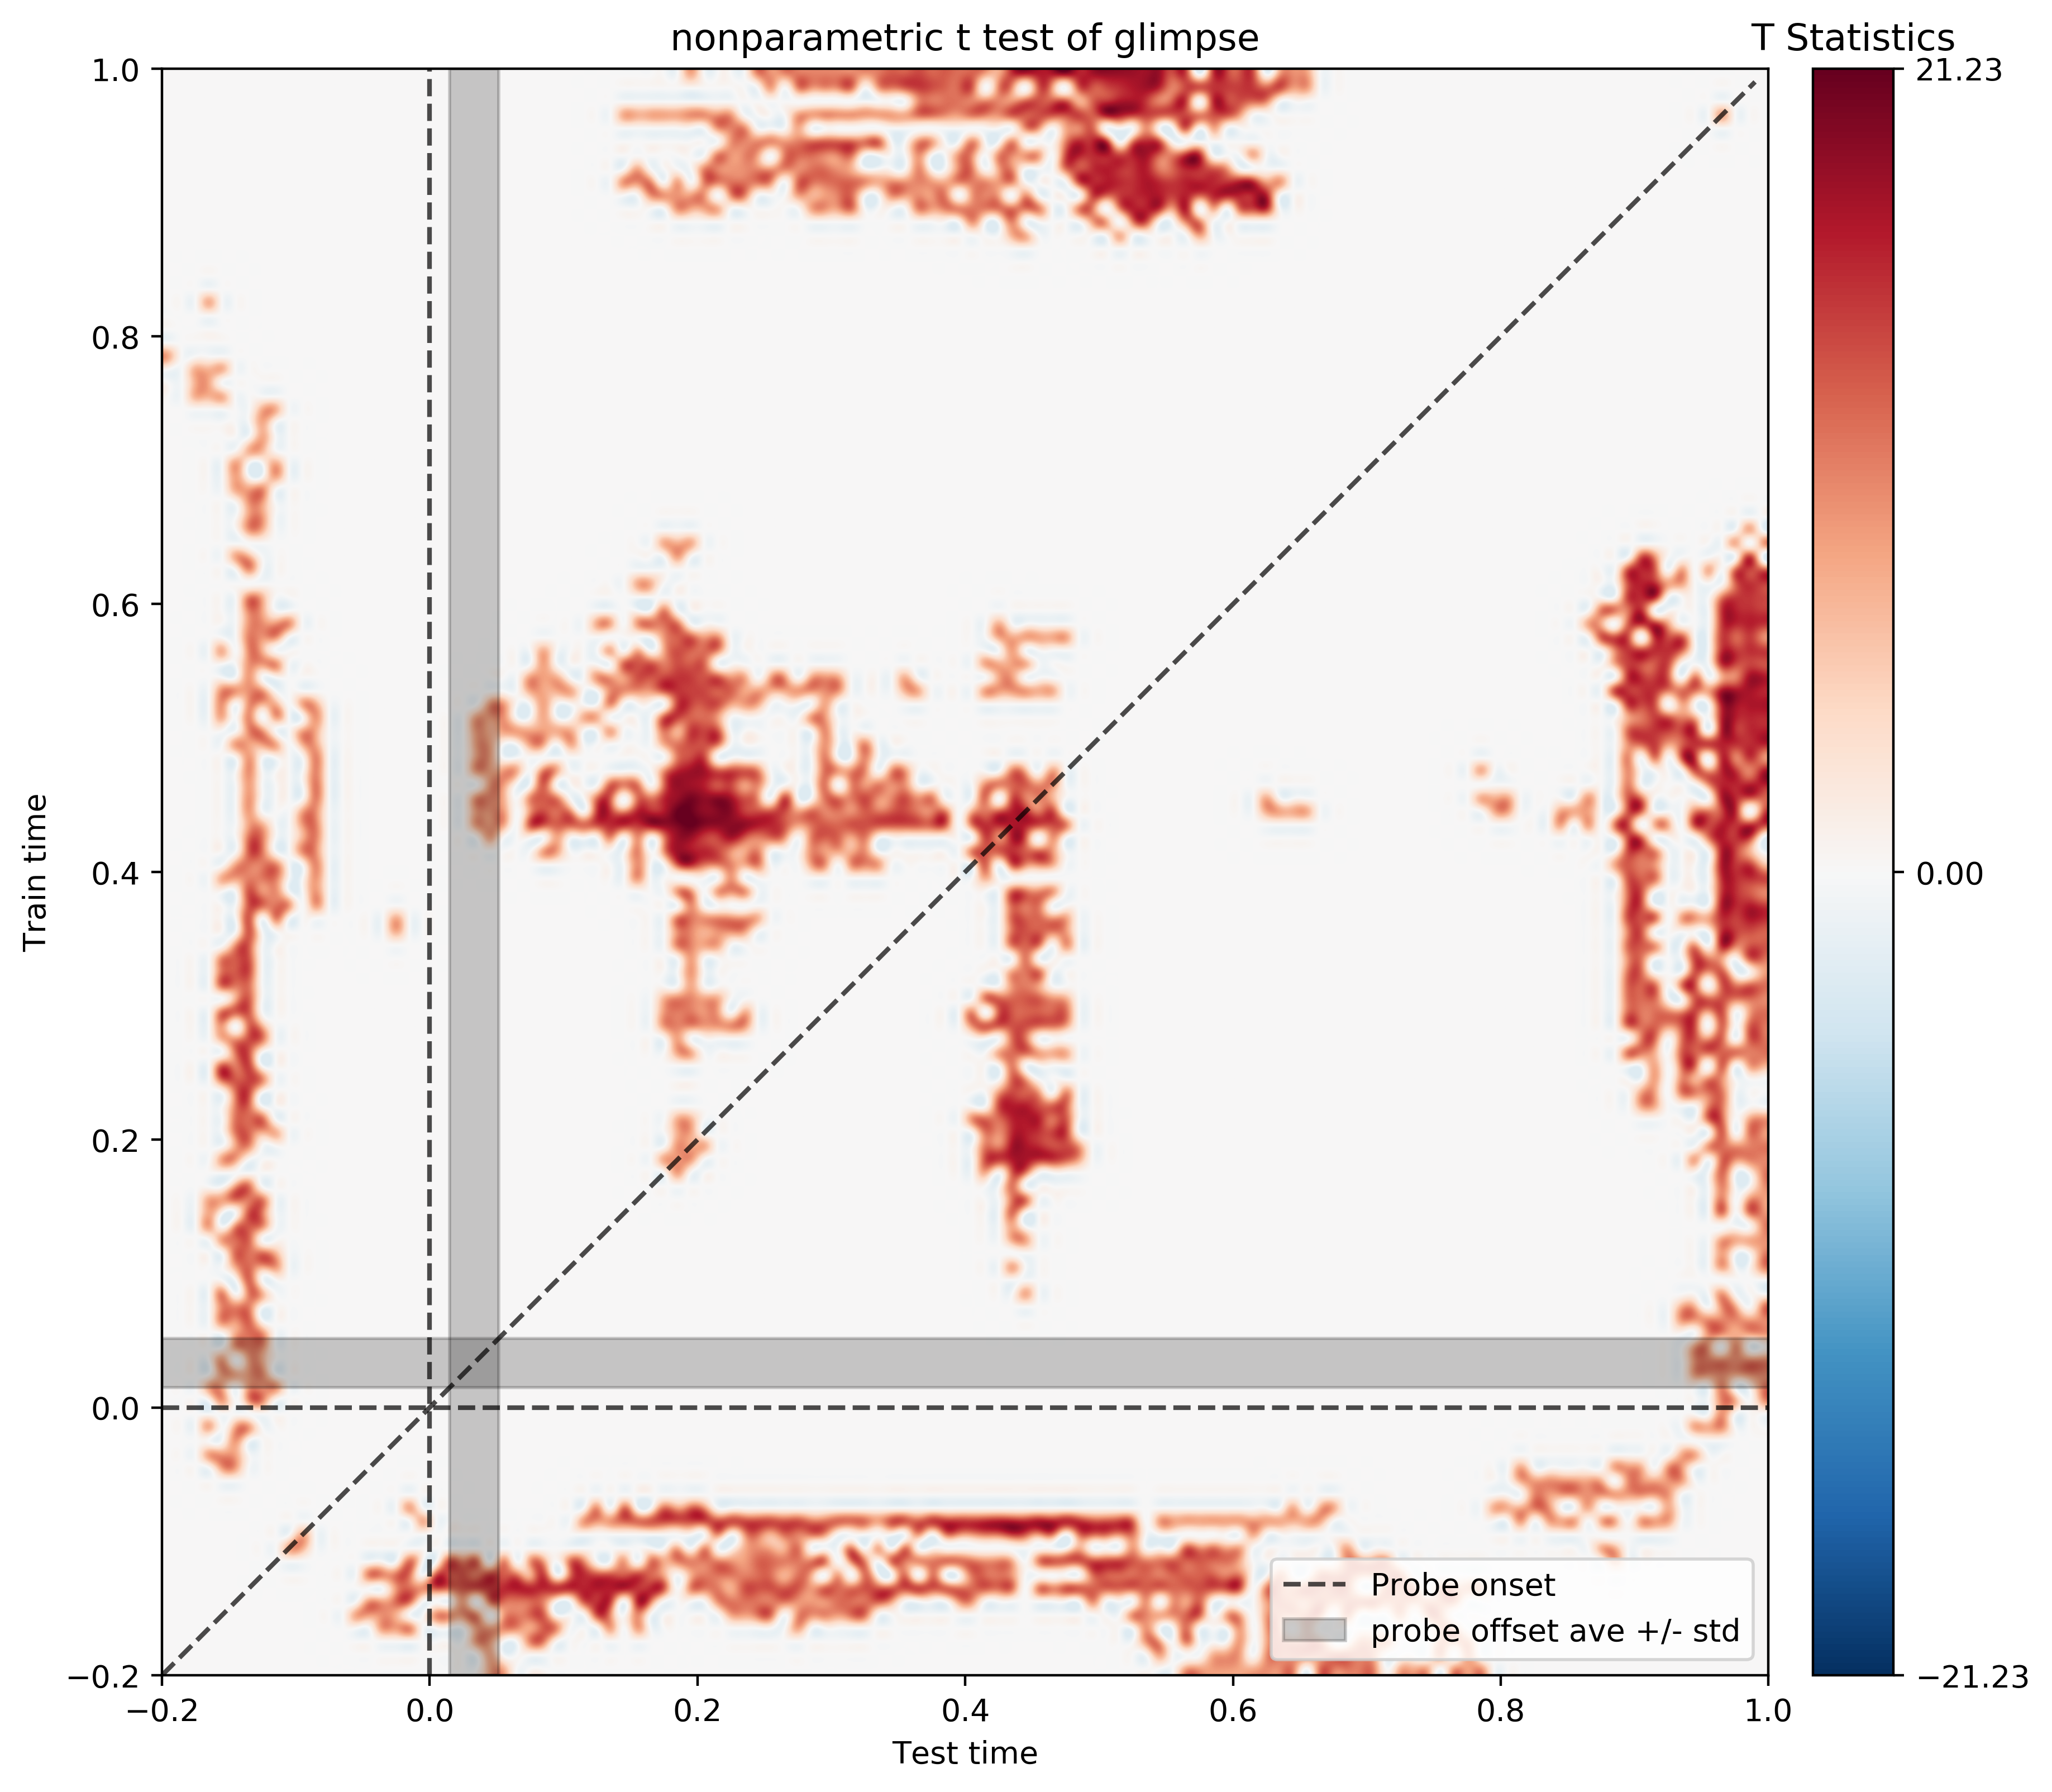 nonparametric t test of glimpse
T Statistics
1.0
0.8
0.6
0.4
0.2
0.0
−0.2
Train time
−0.2
0.0
0.2
0.4
0.6
0.8
1.0
Test time
Probe onset
probe offset ave +/- std
21.23
0.00
−21.23